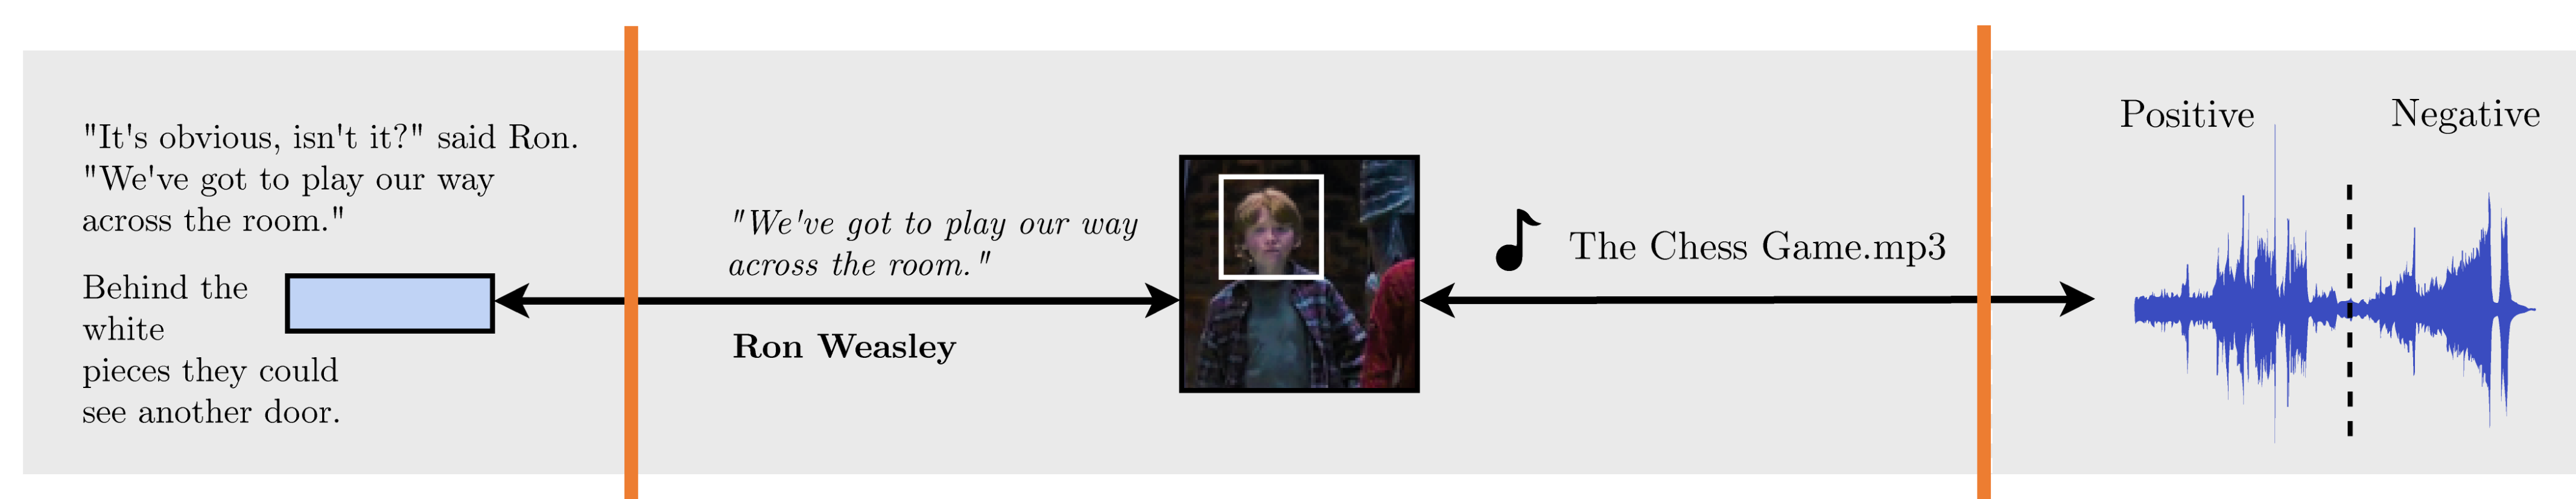 "It's obvious, isn't it?" said Ron.
"We've got to play our way
across the room."
Behind the
white
pieces they could
see another door.
"We've got to play our way
across the room."
Ron Weasley
The Chess Game.mp3
Positive
Negative